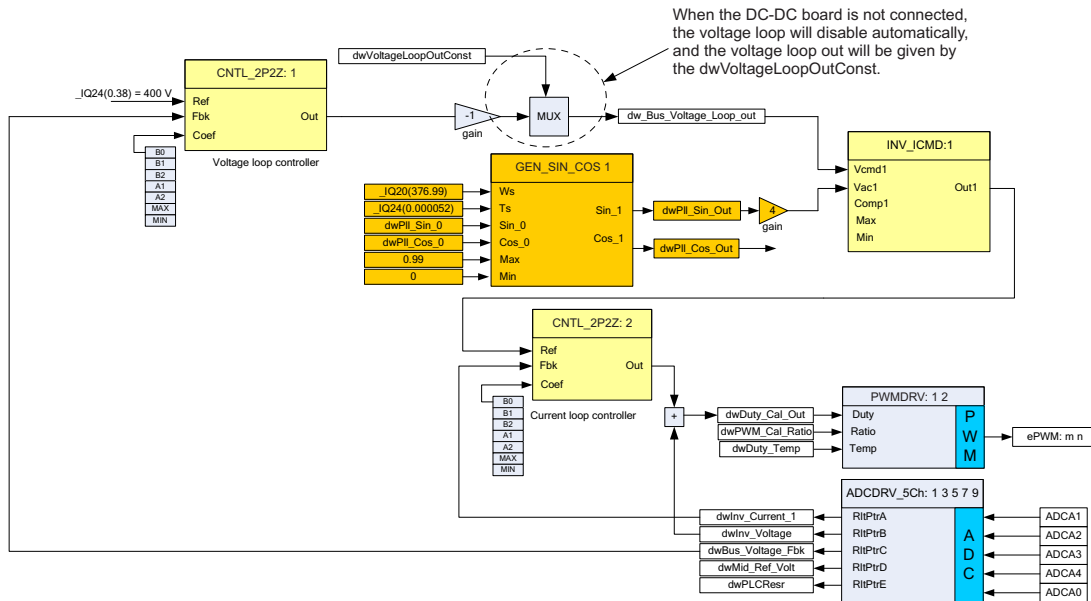 When the DC-DC board is not connected,
the voltage loop will disable automatically,
and the voltage loop out will be given by
the dwVoltageLoopOutConst.
dwVoltageLoopOutConst
CNTL_2P2Z: 1
_IQ24(0.38) = 400 V
Ref
Fbk
Out
Coef
-1
gain
MUX
dw_Bus_Voltage_Loop_out
B0
B1
B2
A1
A2
MAX
MIN
Voltage loop controller
INV_ICMD:1
Vcmd1
Vac1
Out1
Comp1
Max
Min
GEN_SIN_COS 1
_IQ20(376.99)
Ws
_IQ24(0.000052)
Ts
Sin_1
dwPll_Sin_Out
4
gain
dwPll_Sin_0
Sin_0
dwPll_Cos_0
Cos_0
Cos_1
dwPll_Cos_Out
0.99
Max
0
Min
CNTL_2P2Z: 2
Ref
Fbk
Out
Coef
B0
B1
B2
A1
A2
MAX
MIN
Current loop controller
+
PWMDRV: 1 2
dwDuty_Cal_Out
Duty
dwPWM_Cal_Ratio
Ratio
dwDuty_Temp
Temp
P
W
M
ePWM: m n
ADCDRV_5Ch: 1 3 5 7 9
dwInv_Current_1
RltPtrA
ADCA1
dwInv_Voltage
RltPtrB
ADCA2
dwBus_Voltage_Fbk
RltPtrC
ADCA3
dwMid_Ref_Volt
RltPtrD
ADCA4
dwPLCResr
RltPtrE
ADCA0
A
D
C